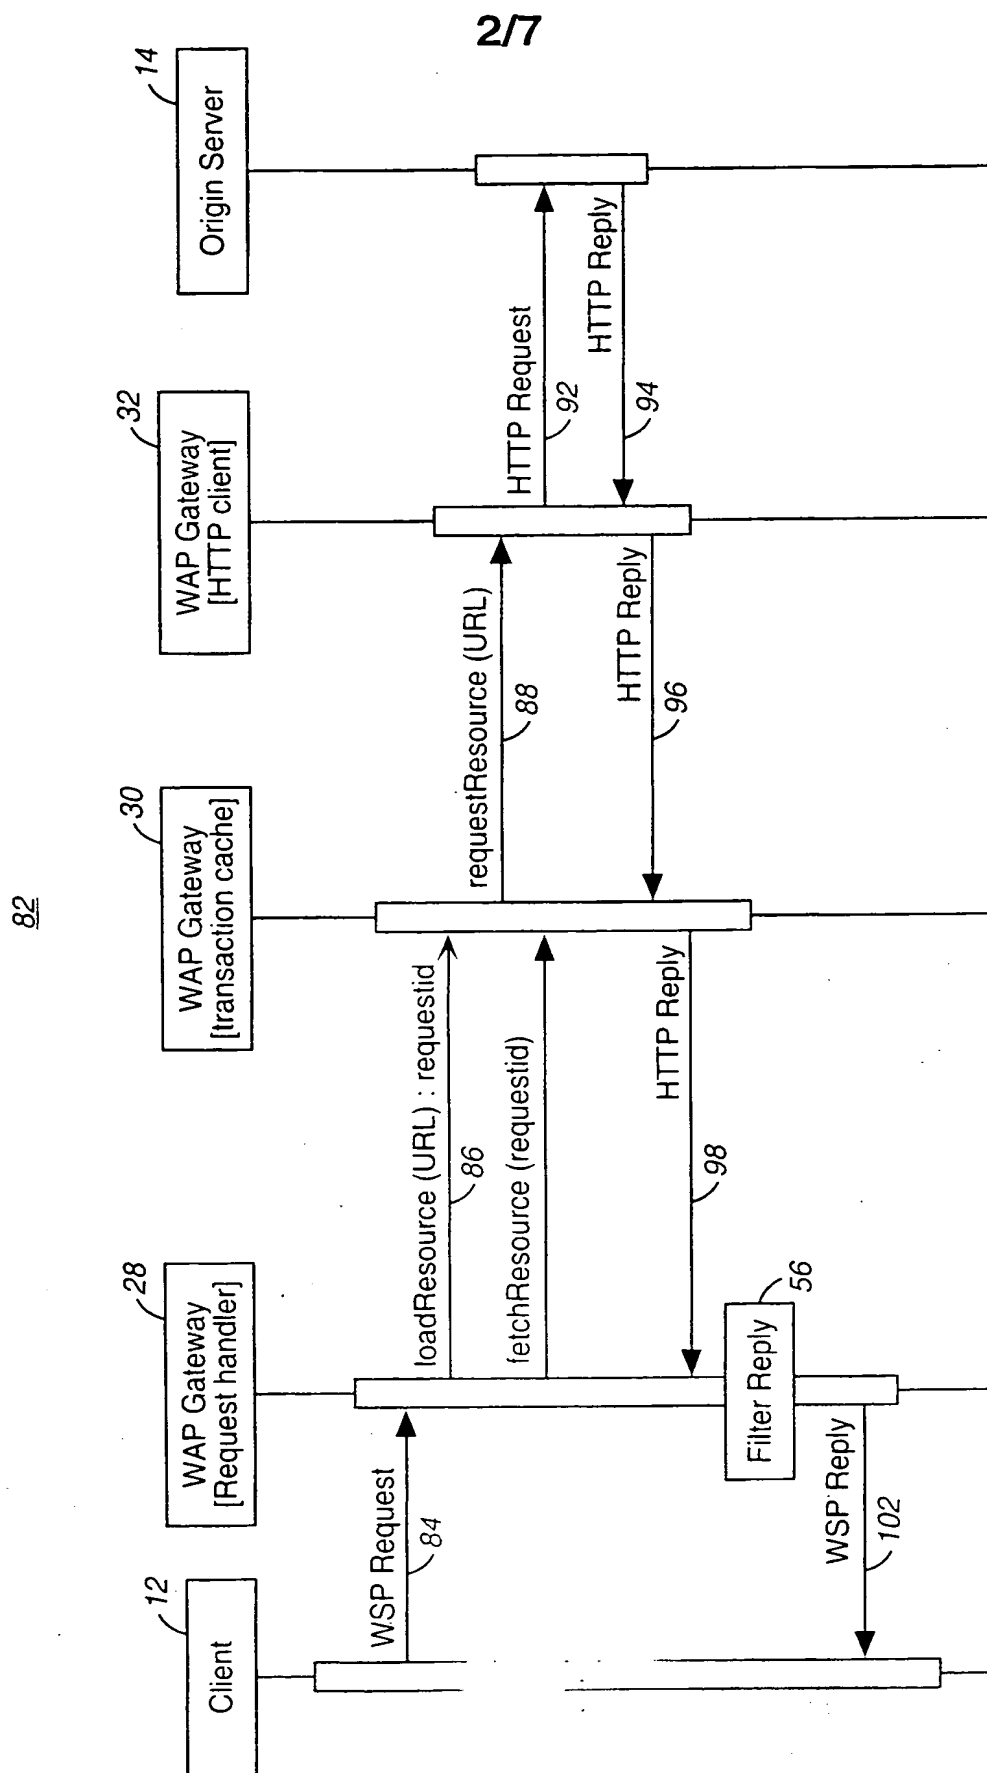 2/7
82
Client
12
WAP Gateway
[Request handler]
28
WAP Gateway
[transaction cache]
30
WAP Gateway
[HTTP client]
32
Origin Server
14
WSP Request
84
loadResource (URL) : requestid
86
requestResource (URL)
88
fetchResource (requestid)
HTTP Request
92
HTTP Reply
94
HTTP Reply
96
HTTP Reply
98
Filter Reply
56
WSP Reply
102